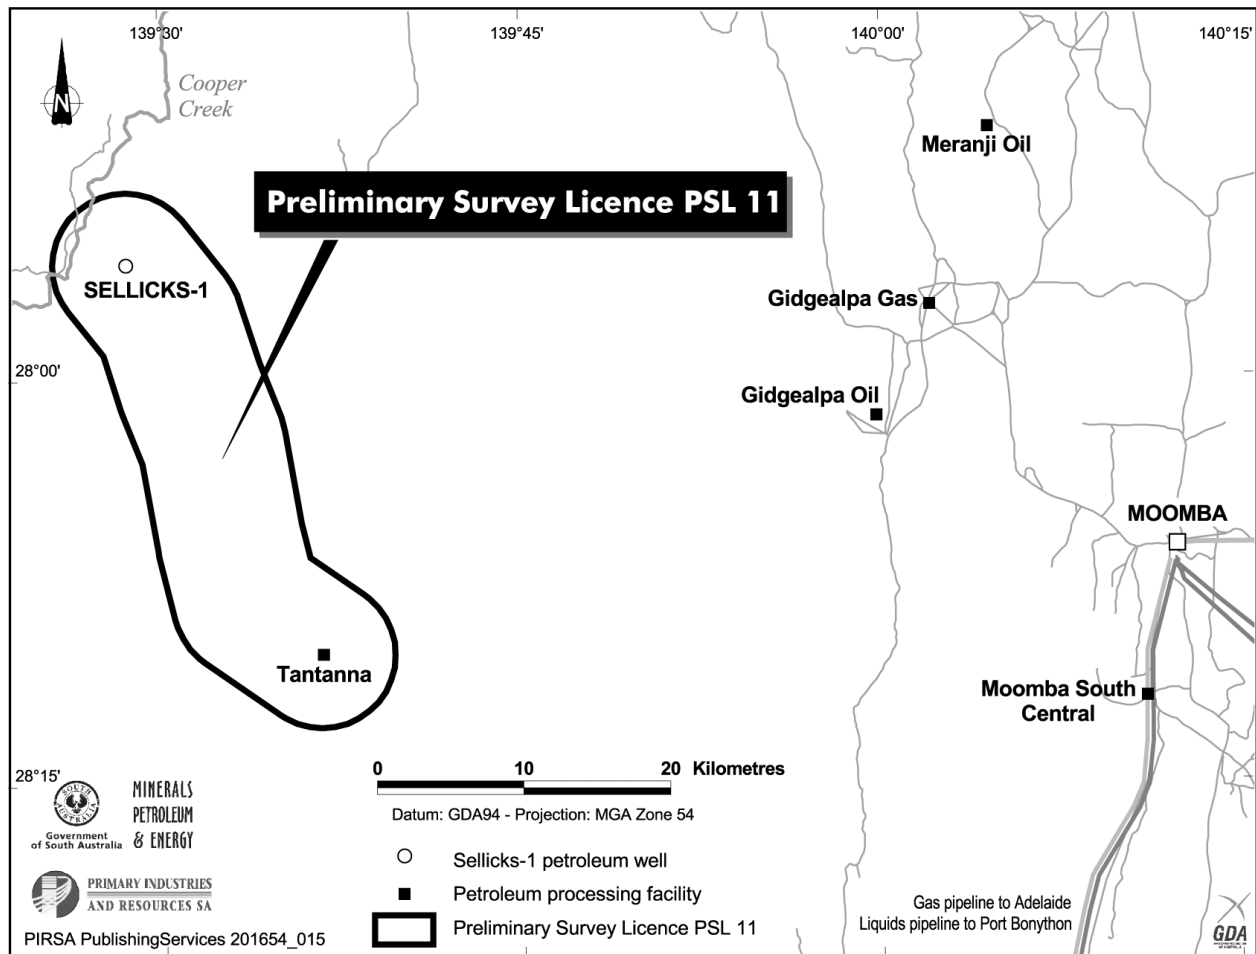 139°30'
139°45'
140°00'
140°15'
N
Cooper
Creek
Meranji Oil
Preliminary Survey Licence PSL 11
SELLICKS-1
Gidgealpa Gas
28°00'
Gidgealpa Oil
MOOMBA
Tantanna
Moomba South
Central
28°15'
0 10 20 Kilometres
Datum: GDA94 - Projection: MGA Zone 54
SOUTH
AUSTRALIA
Government
of South Australia
MINERALS
PETROLEUM
& ENERGY
Sellicks-1 petroleum well
Petroleum processing facility
Preliminary Survey Licence PSL 11
PRIMARY INDUSTRIES
AND RESOURCES SA
PIRSA PublishingServices 201654_015
Gas pipeline to Adelaide
Liquids pipeline to Port Bonython
GDA